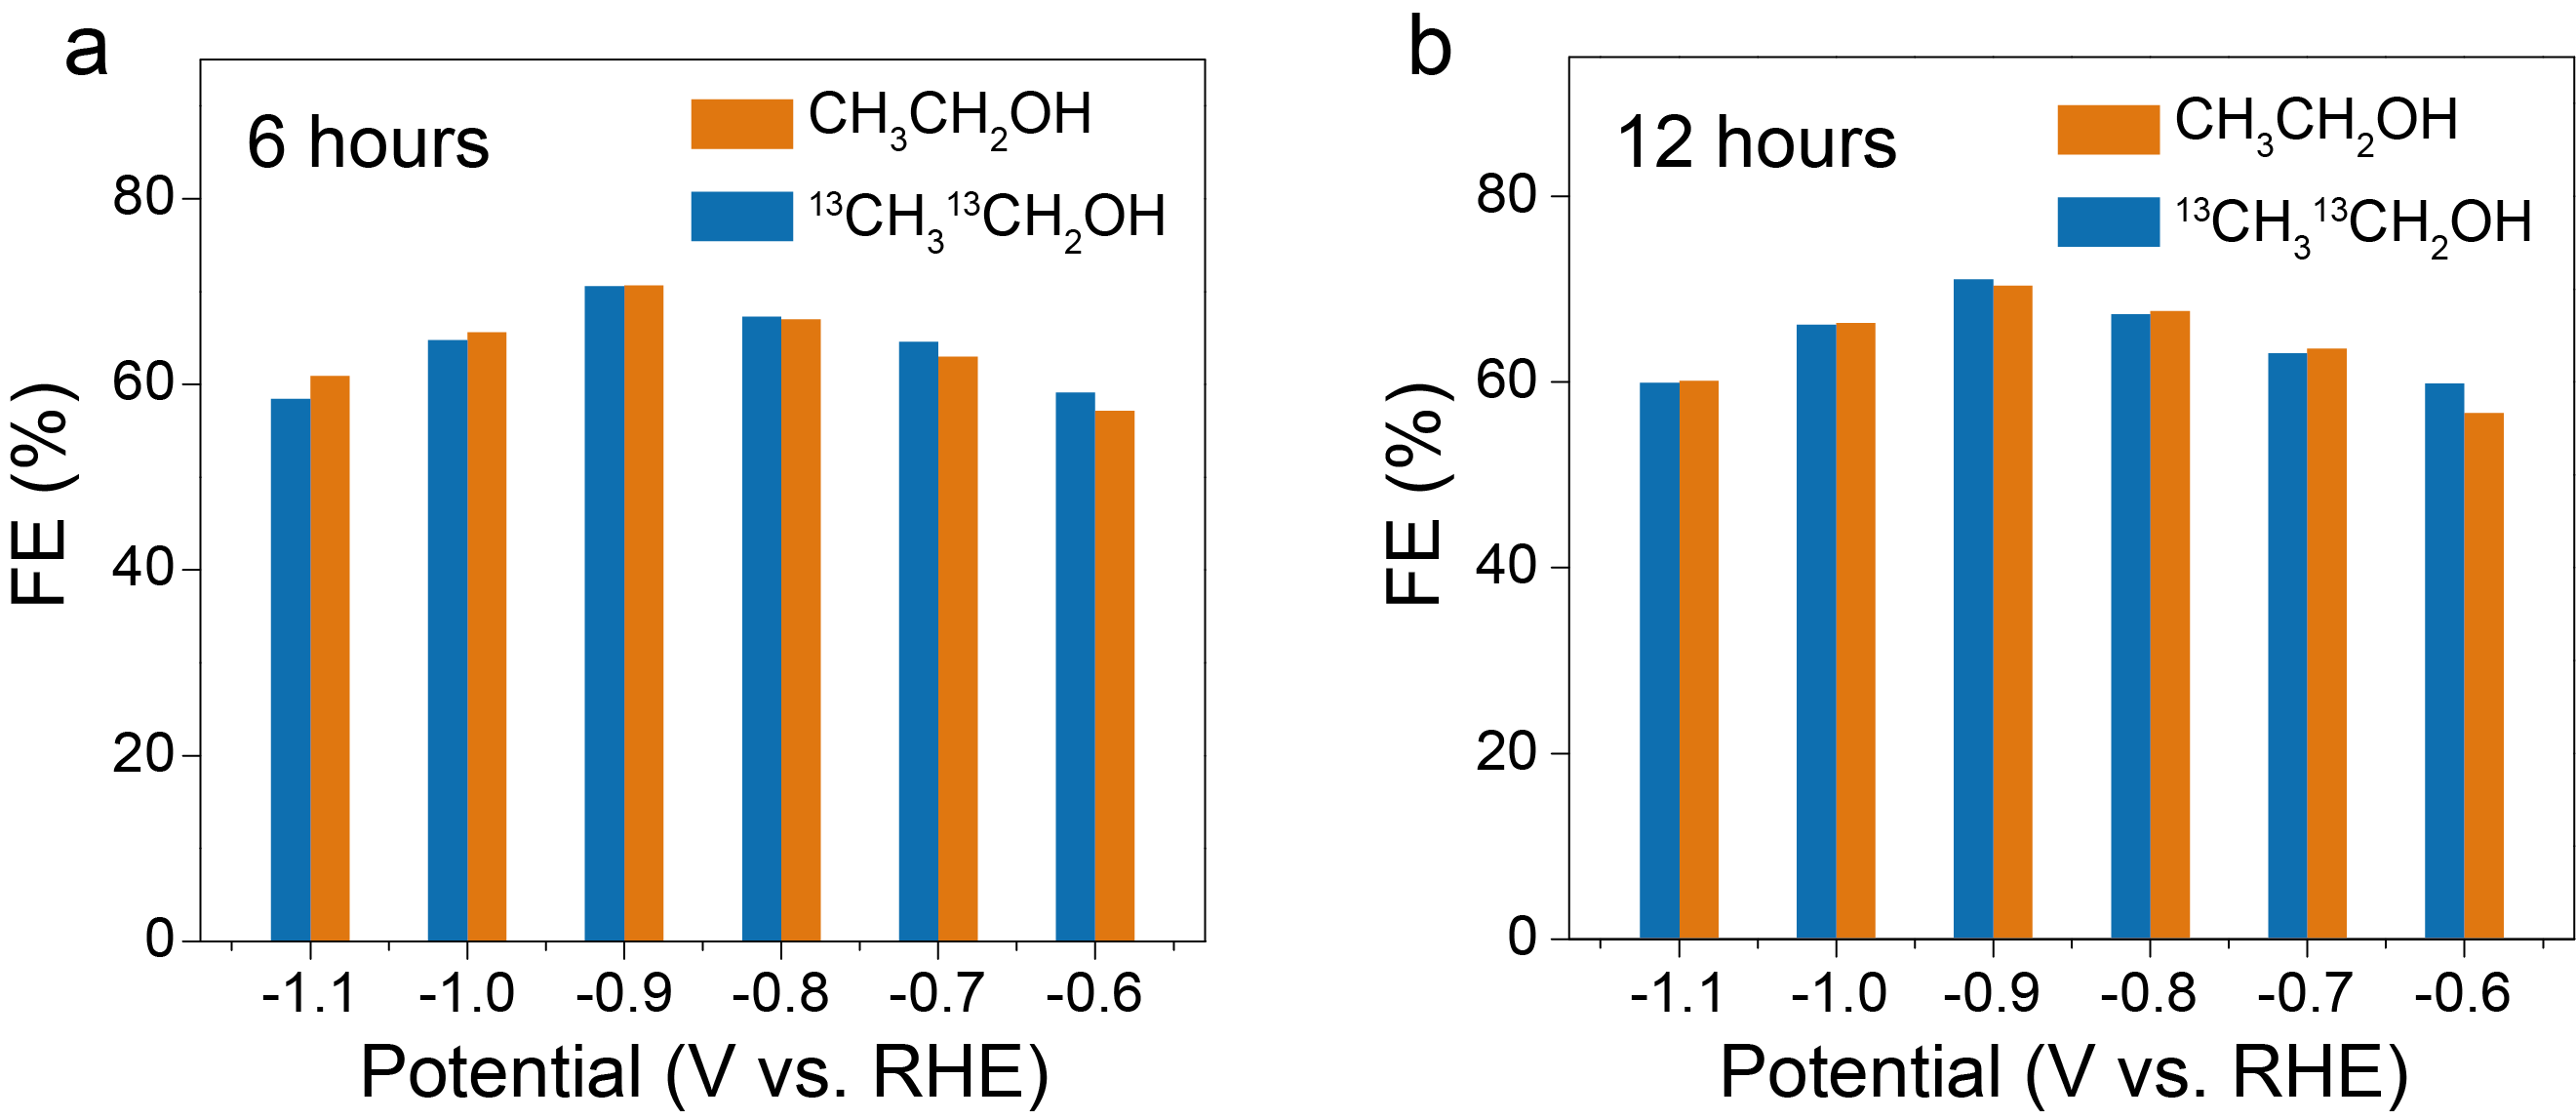 a
6 hours
CH₃CH₂OH
¹³CH₃¹³CH₂OH
80
60
40
20
0
FE (%)
-1.1 -1.0 -0.9 -0.8 -0.7 -0.6
Potential (V vs. RHE)
b
12 hours
CH₃CH₂OH
¹³CH₃¹³CH₂OH
80
60
40
20
0
FE (%)
-1.1 -1.0 -0.9 -0.8 -0.7 -0.6
Potential (V vs. RHE)